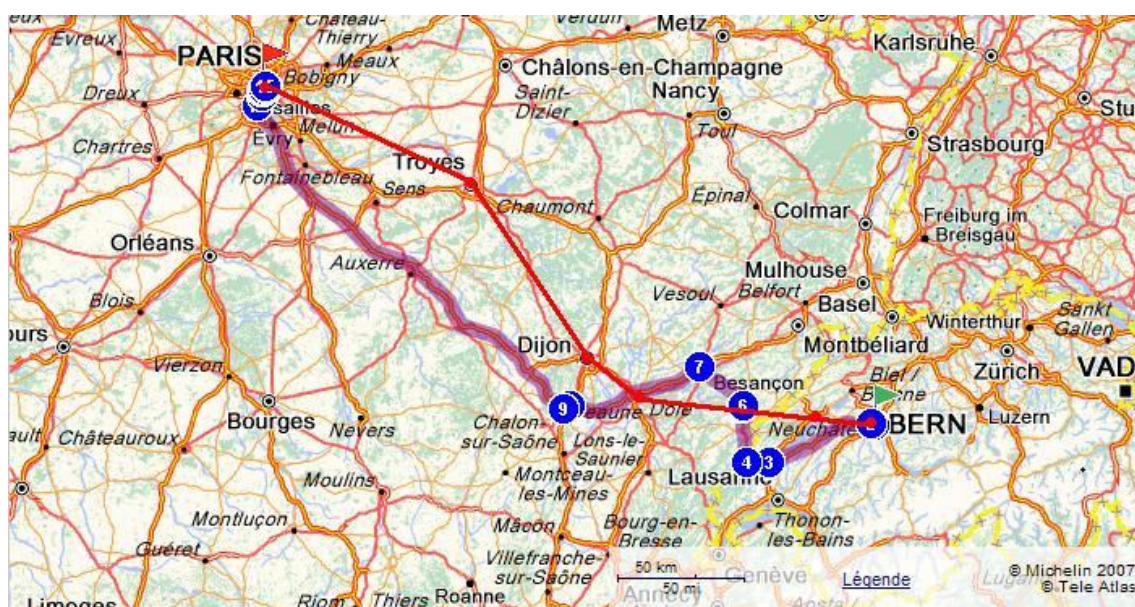 CHÂTEAU-
THIERRY
Evreux
PARIS
Bobigny
Meaux
Châlons-en-Champagne
Metz
Karlsruhe
Nancy
Dreux
Saint-
Dizier
Toul
Évry
Melun
Chartres
Strasbourg
Troyes
Fontainebleau
Sens
Chaumont
Épinal
Colmar
Freiburg im
Breisgau
Orléans
Auxerre
Mulhouse
Vesoul
Belfort
Basel
Blois
Winterthur
Sankt
Gallen
Dijon
Montbéliard
Zürich
VAD
Vierzon
7
Besançon
Biel /
6
9
Dole
Bourges
Neuchâtel
BERN
Luzern
Chalon-
sur-Saône
Nevers
Lons-le-
Saunier
Châteauroux
4
3
Lausanne
Moulins
Montceau-
les-Mines
Montluçon
Mâcon
Bourg-en-
Bresse
Thonon-
les-Bains
Guéret
Villefranche-
sur-Saône
50 km
50 mi
Genève
Légende
© Michelin 2007
© Tele Atlas
Limoges
Riom
Thiers
Roanne
Annecy
Aosta /